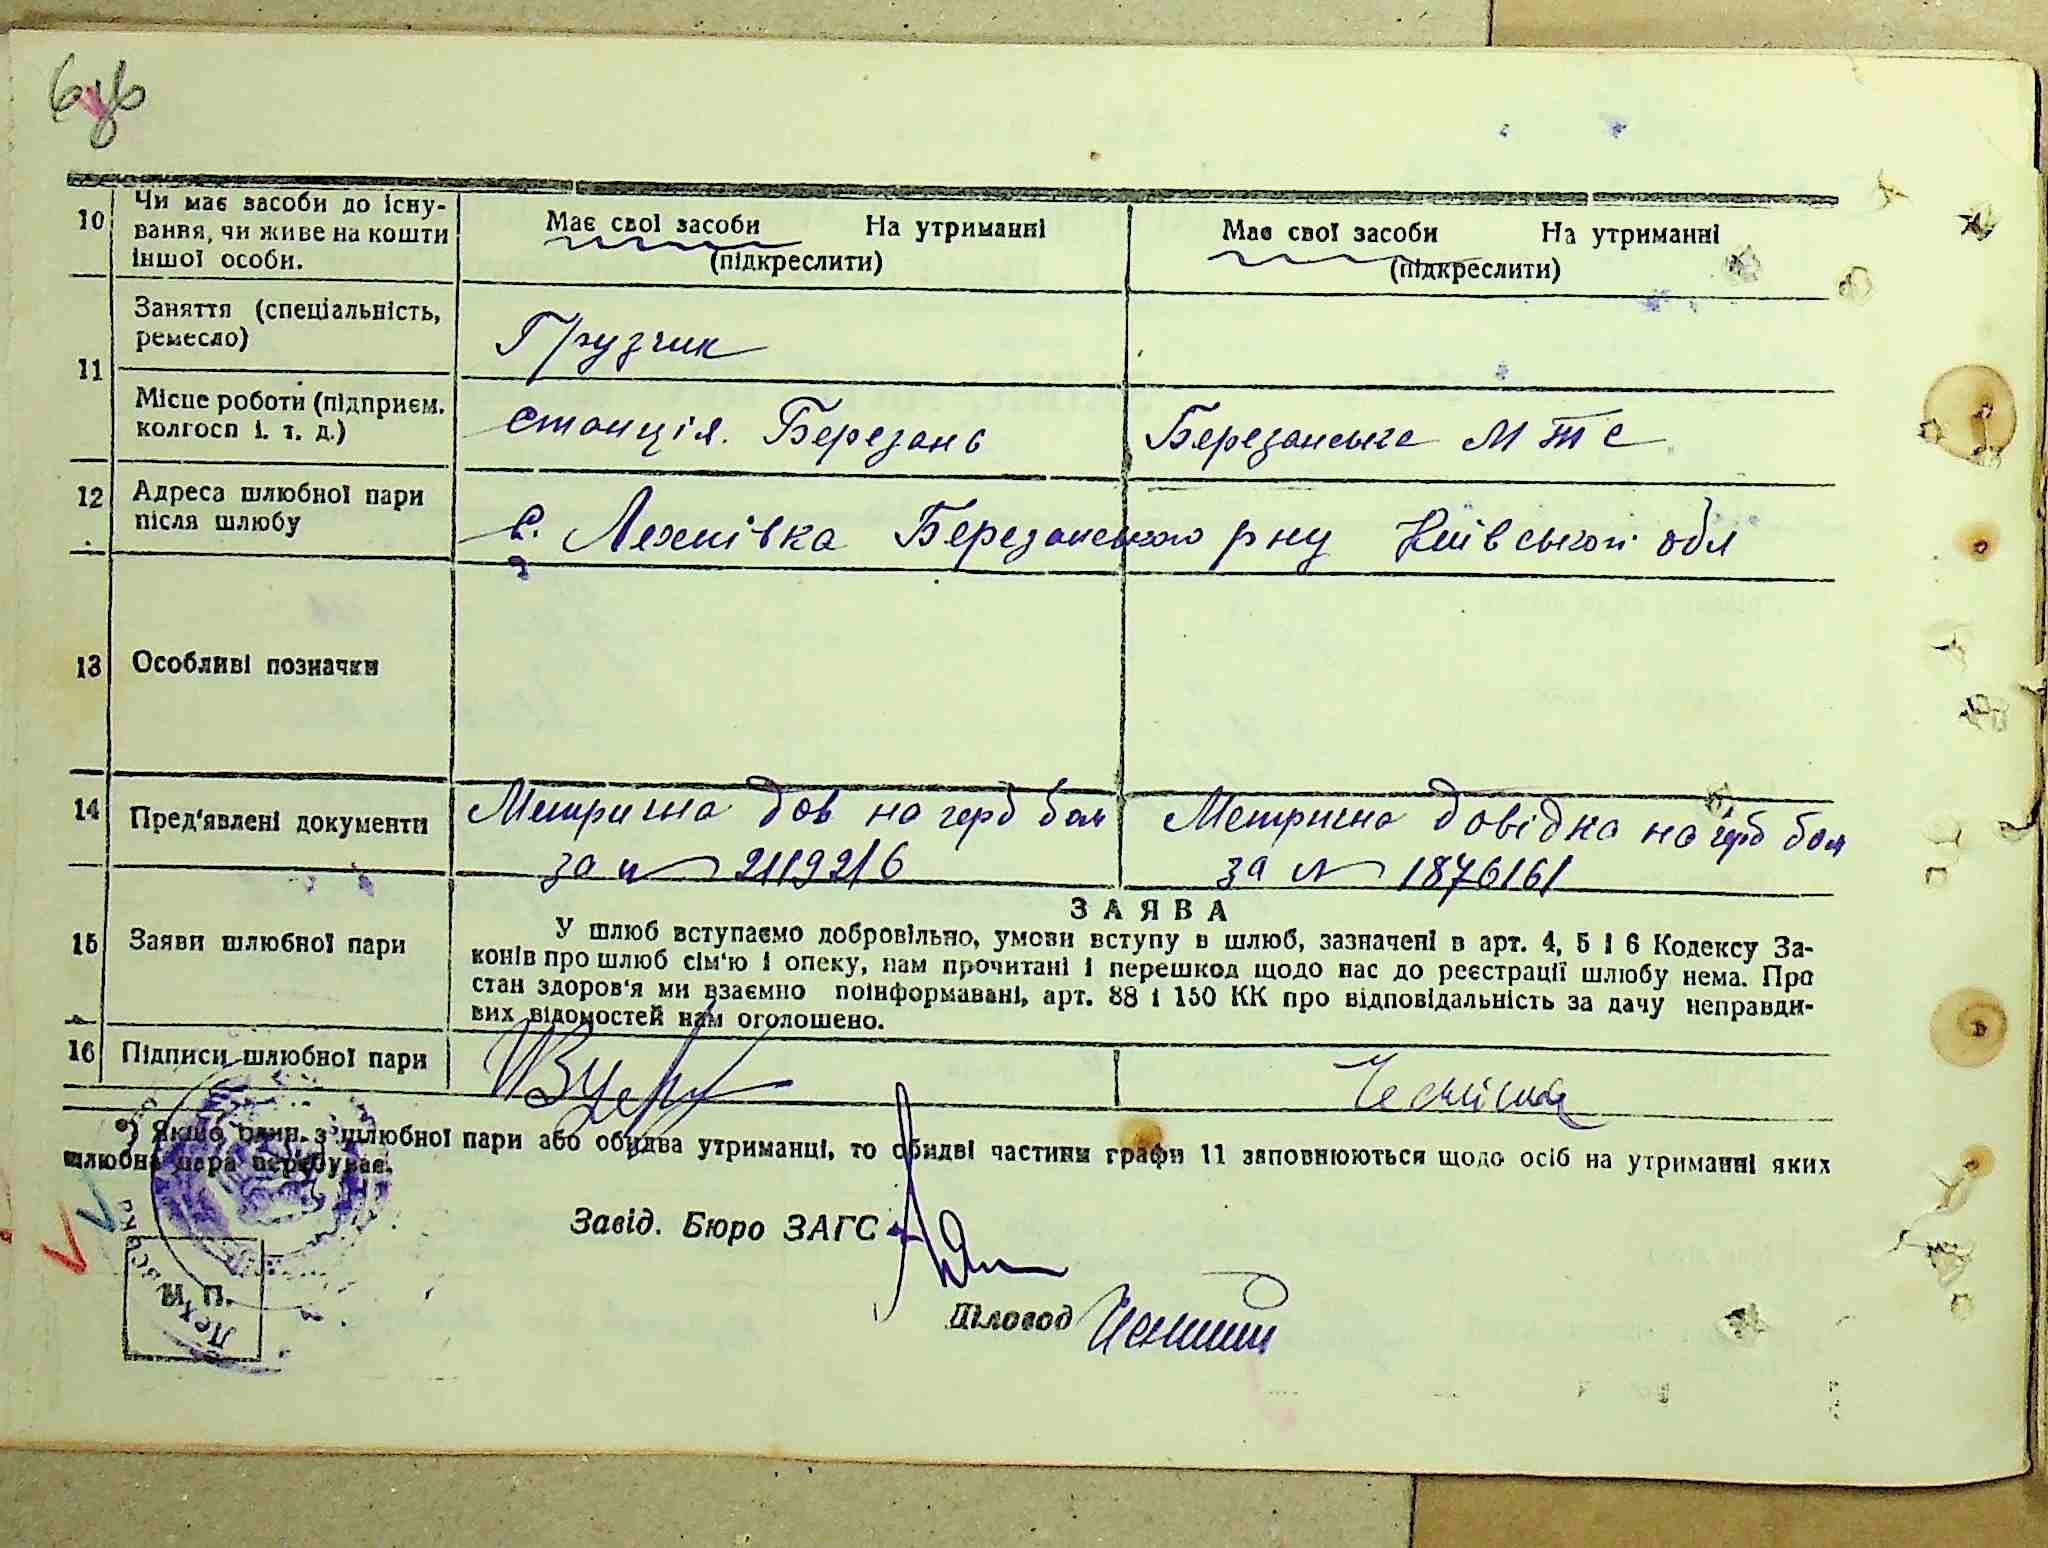 6зв
10 Чи має засоби до існу-
вання, чи живе на кошти
іншої особи.
Має свої засоби На утриманні
(підкреслити)
Має свої засоби На утриманні
(підкреслити)
11 Заняття (спеціальність,
ремесло)
Грузчик
Місце роботи (підприєм.
колгосп і. т. д.)
станція. Березань
Березанська МТС
12 Адреса шлюбної пари
після шлюбу
с. Лехнівка Березанського р ну Київської обл
13 Особливі позначки
14 Пред'явлені документи
Метрична дов на герб бом
за № 2119216
Метрична довідка на герб бом
за № 1876161
15 Заяви шлюбної пари
ЗАЯВА
У шлюб вступаємо добровільно, умови вступу в шлюб, зазначені в арт. 4, 5 і 6 Кодексу За-
конів про шлюб сім'ю і опеку, нам прочитані і перешкод щодо нас до реєстрації шлюбу нема. Про
стан здоров'я ми взаємно поінформавані, арт. 88 і 150 КК про відповідальність за дачу неправди-
вих відомостей нам оголошено.
16 Підписи шлюбної пари
*) Якщо один з шлюбної пари або обидва утриманці, то обидві частини графи 11 заповнюються щодо осіб на утриманні яких
шлюбна пара перебуває.
Завід. Бюро ЗАГС
М. П.
Діловод